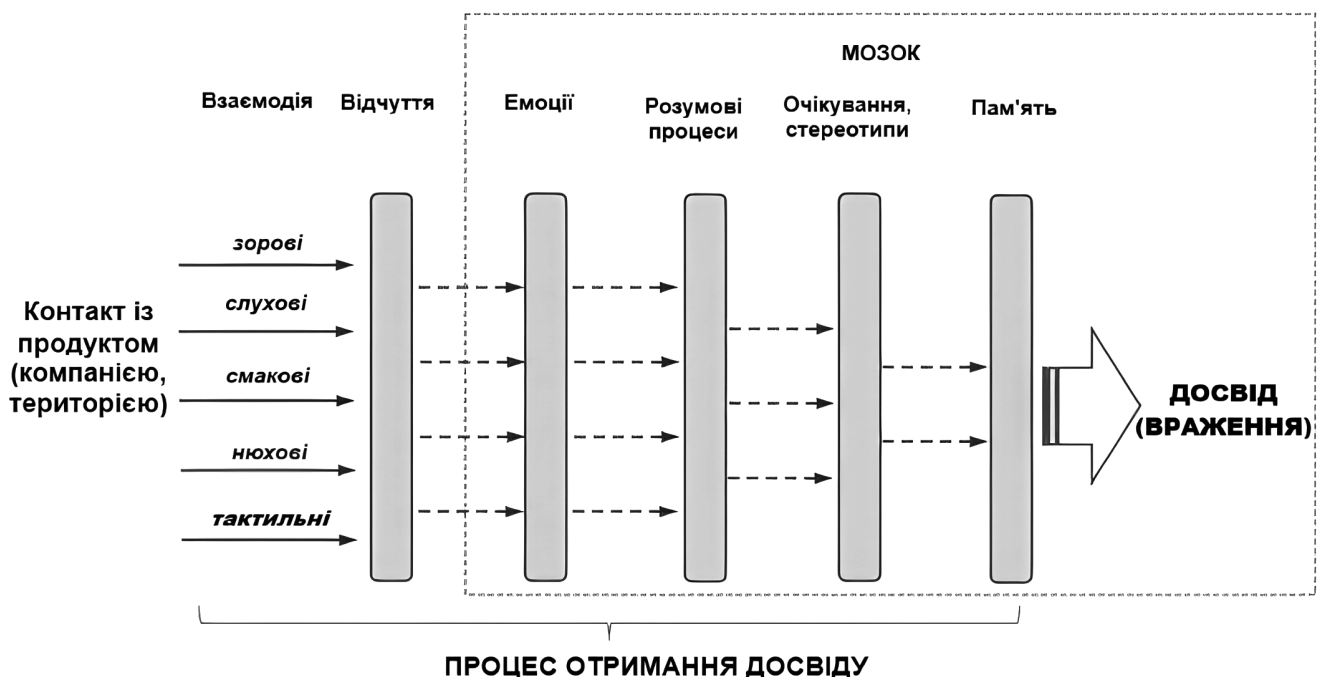 МОЗОК
Взаємодія
Відчуття
Емоції
Розумові
процеси
Очікування,
стереотипи
Пам'ять
Контакт із
продуктом
(компанією,
територією)
зорові
слухові
смакові
нюхові
тактильні
ДОСВІД
(ВРАЖЕННЯ)
ПРОЦЕС ОТРИМАННЯ ДОСВІДУ